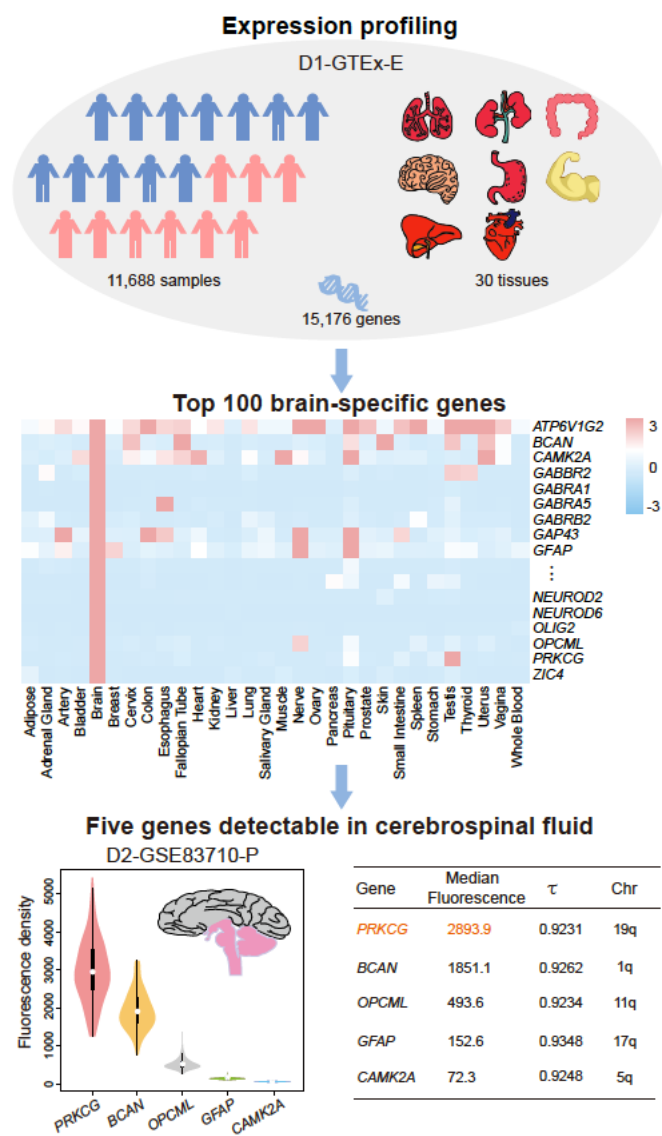 Expression profiling
D1-GTEx-E
11,688 samples
30 tissues
15,176 genes
Top 100 brain-specific genes
ATP6V1G2
BCAN
CAMK2A
GABBR2
GABRA1
GABRA5
GABRB2
GAP43
GFAP
⋮
NEUROD2
NEUROD6
OLIG2
OPCML
PRKCG
ZIC4
3
0
-3
Adipose
Adrenal Gland
Artery
Bladder
Brain
Breast
Cervix
Colon
Esophagus
Fallopian Tube
Heart
Kidney
Liver
Lung
Salivary Gland
Muscle
Nerve
Ovary
Pancreas
Pituitary
Prostate
Skin
Small Intestine
Spleen
Stomach
Testis
Thyroid
Uterus
Vagina
Whole Blood
Five genes detectable in cerebrospinal fluid
D2-GSE83710-P
Fluorescence density
5000
4000
3000
2000
1000
0
PRKCG
BCAN
OPCML
GFAP
CAMK2A
Gene Median Fluorescence τ Chr
PRKCG 2893.9 0.9231 19q
BCAN 1851.1 0.9262 1q
OPCML 493.6 0.9234 11q
GFAP 152.6 0.9348 17q
CAMK2A 72.3 0.9248 5q